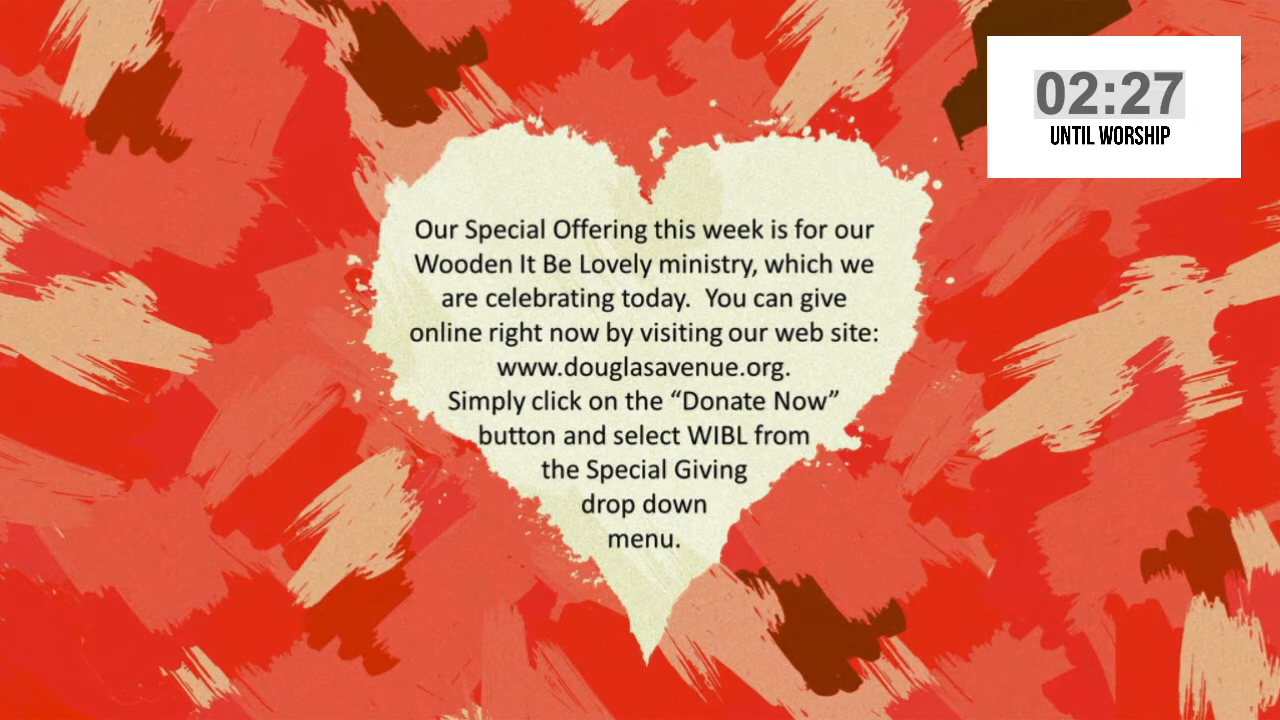 02:27
UNTIL WORSHIP
Our Special Offering this week is for our
Wooden It Be Lovely ministry, which we
are celebrating today.  You can give
online right now by visiting our web site:
www.douglasavenue.org.
Simply click on the “Donate Now”
button and select WIBL from
the Special Giving
drop down
menu.